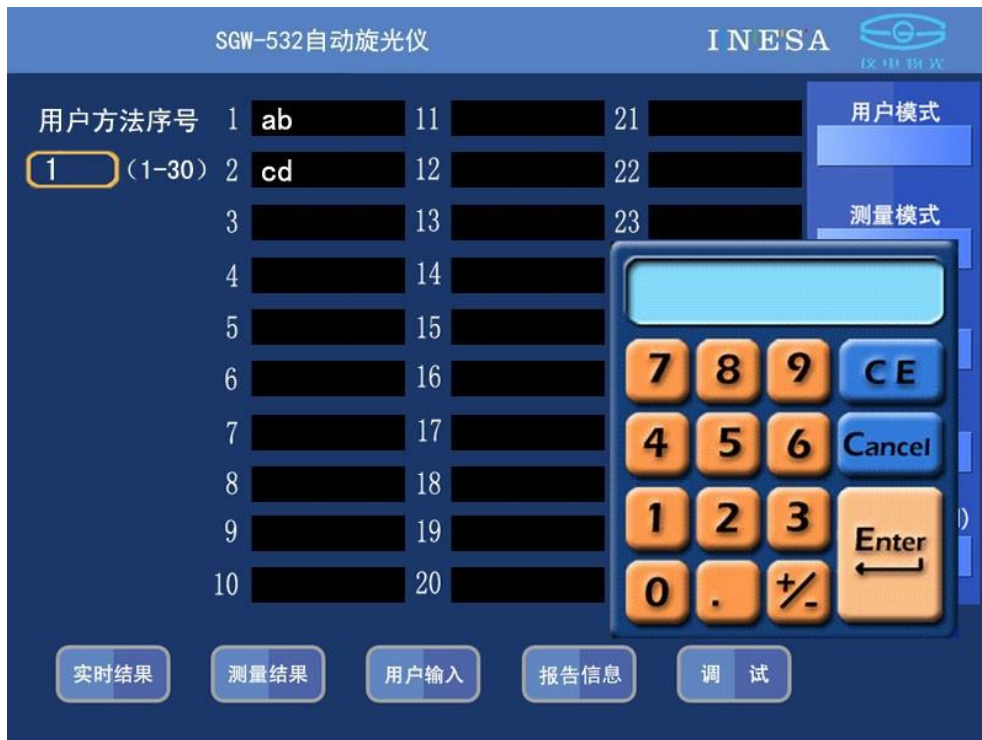 SGW-532自动旋光仪
INESA
仪电物光
用户方法序号 1 ab 11 21 用户模式
1 (1-30) 2 cd 12 22
3 13 23 测量模式
4 14
5 15
6 16
7 17
8 18
9 19
10 20
7 8 9 CE
4 5 6 Cancel
1 2 3 Enter
0 . +/-
)
实时结果 测量结果 用户输入 报告信息 调 试